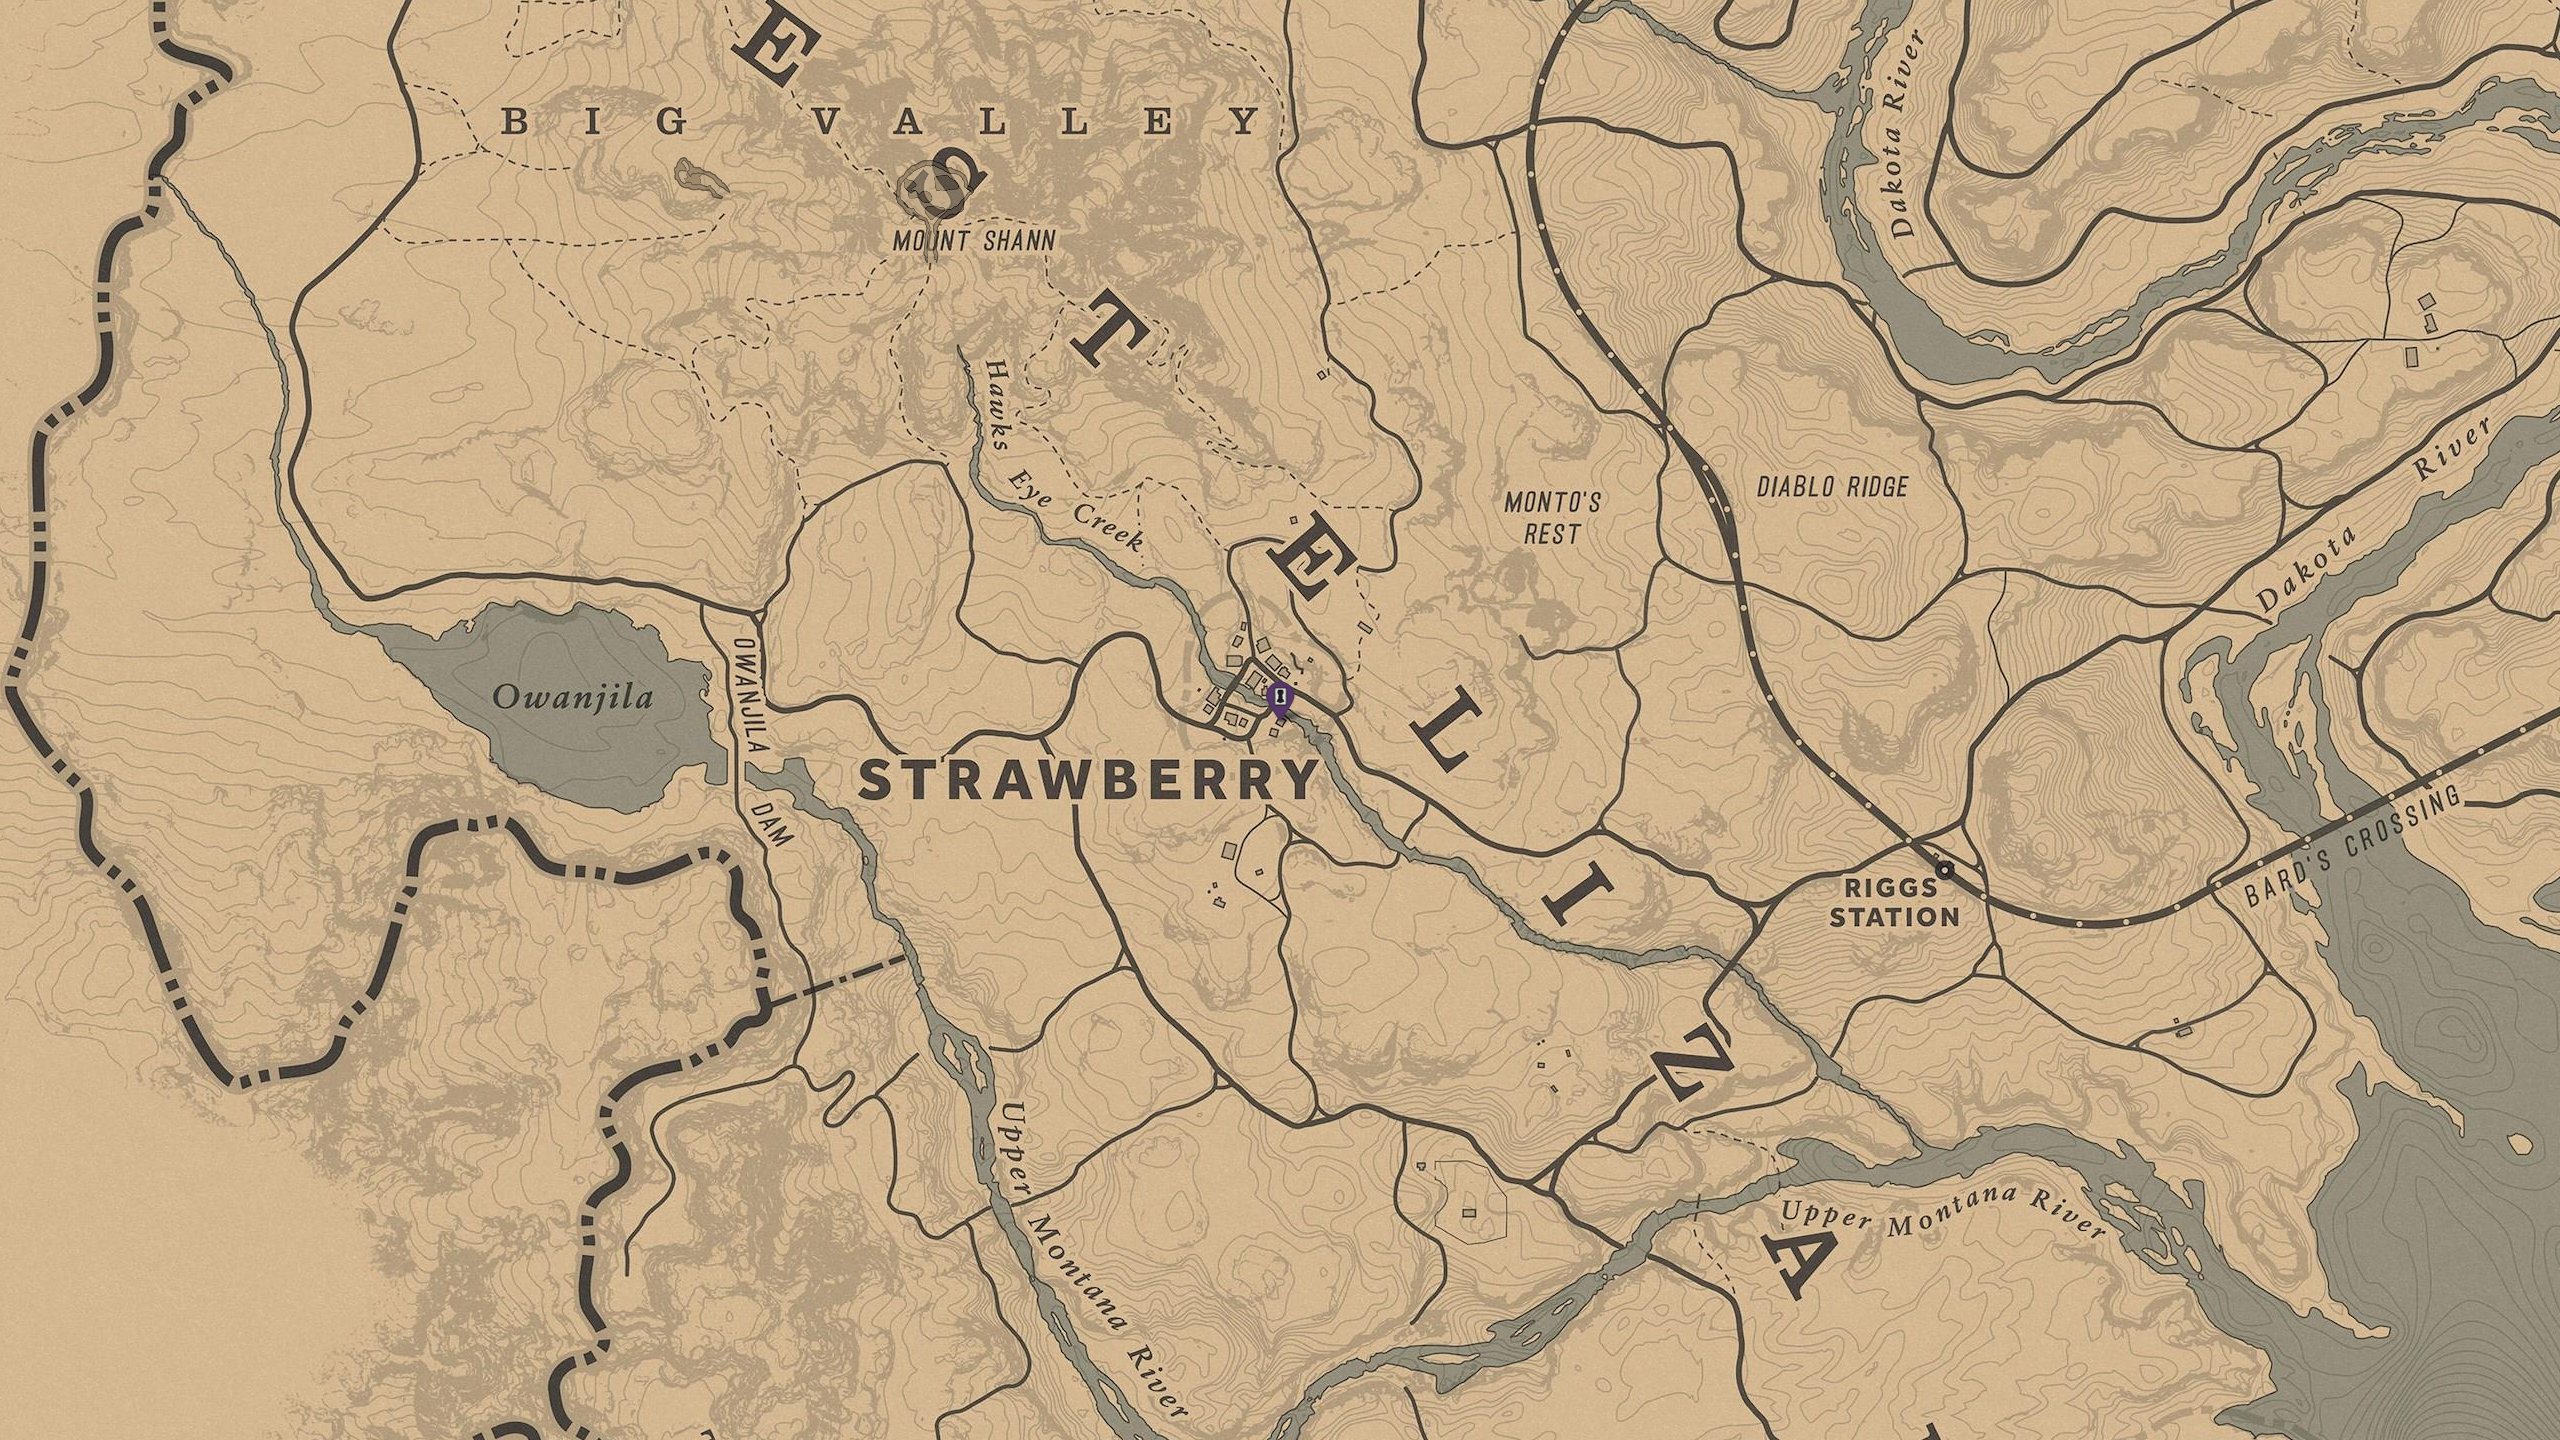 Dakota River
BIG VALLEY
MOUNT SHANN
Hawks Eye Creek
MONTO'S
REST
DIABLO RIDGE
Dakota River
E S T E L I Z A
Owanjila
OWANJILA DAM
STRAWBERRY
BARD'S CROSSING
RIGGS
STATION
Upper Montana River
Upper Montana River